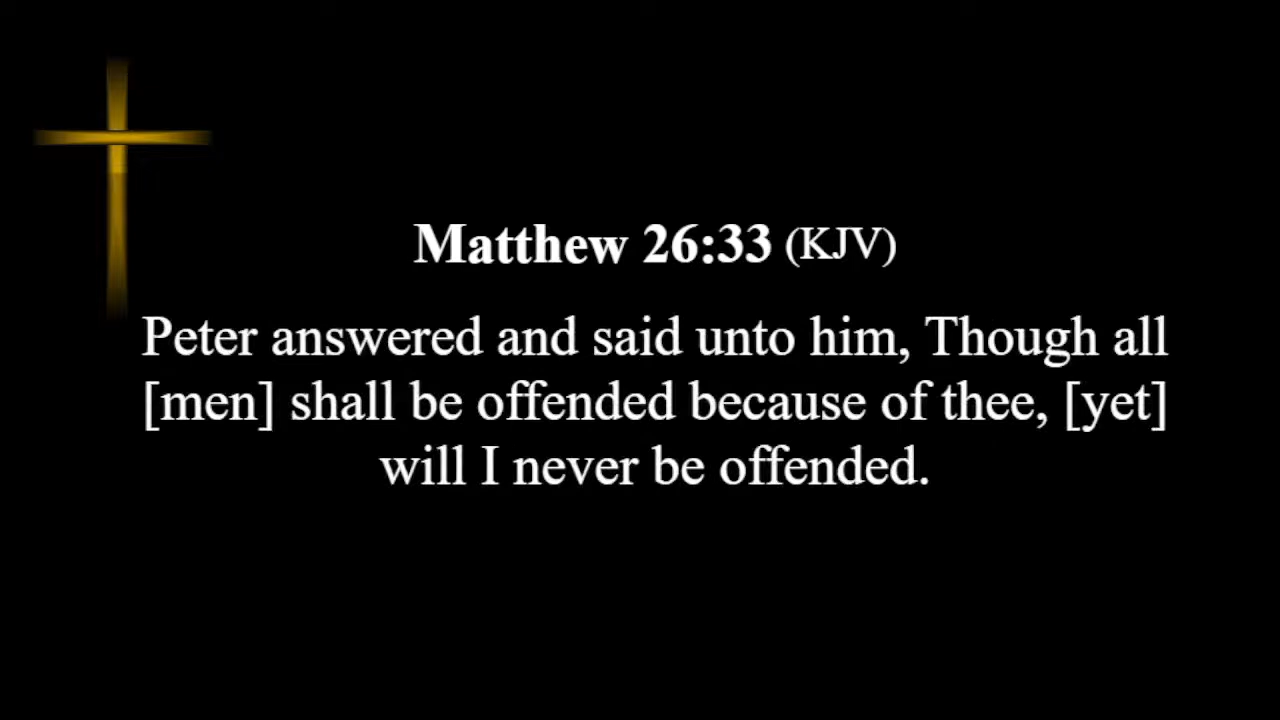 Matthew 26:33 (KJV)
Peter answered and said unto him, Though all
[men] shall be offended because of thee, [yet]
will I never be offended.